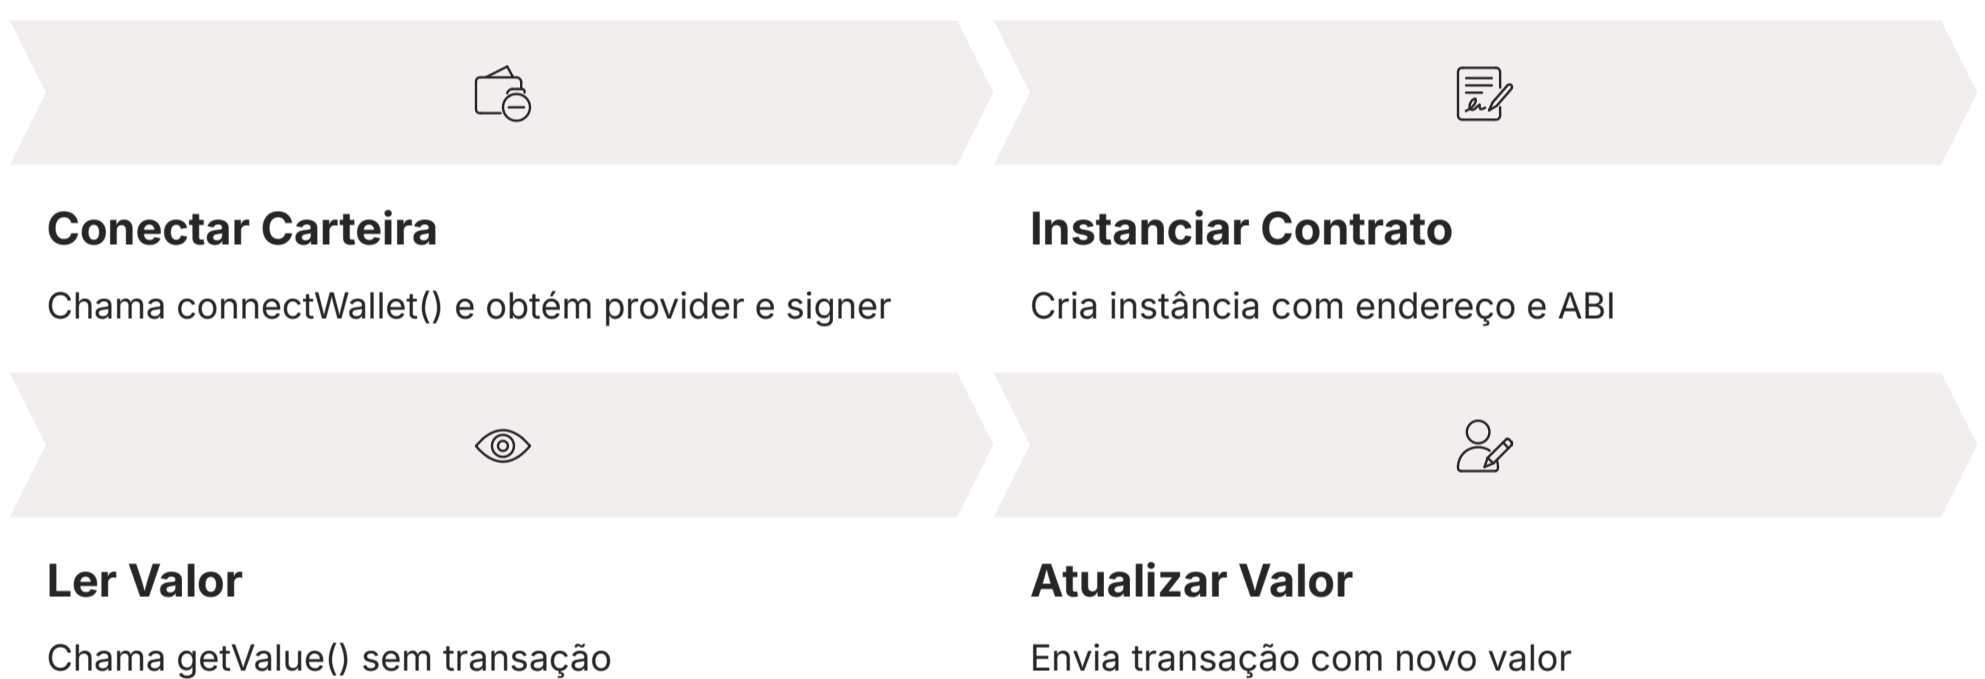 Conectar Carteira
Chama connectWallet() e obtém provider e signer
Instanciar Contrato
Cria instância com endereço e ABI
Ler Valor
Chama getValue() sem transação
Atualizar Valor
Envia transação com novo valor